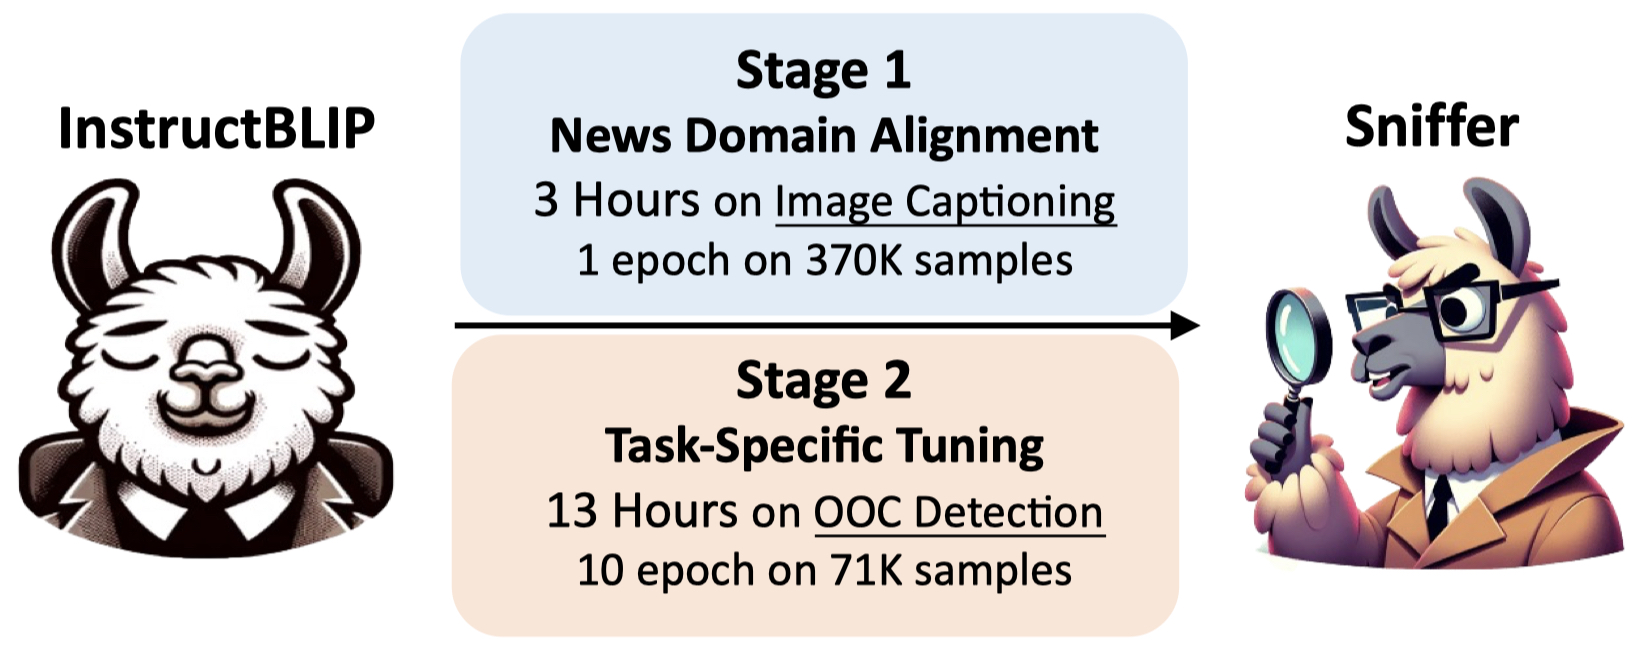 InstructBLIP
Stage 1
News Domain Alignment
3 Hours on Image Captioning
1 epoch on 370K samples
Stage 2
Task-Specific Tuning
13 Hours on OOC Detection
10 epoch on 71K samples
Sniffer